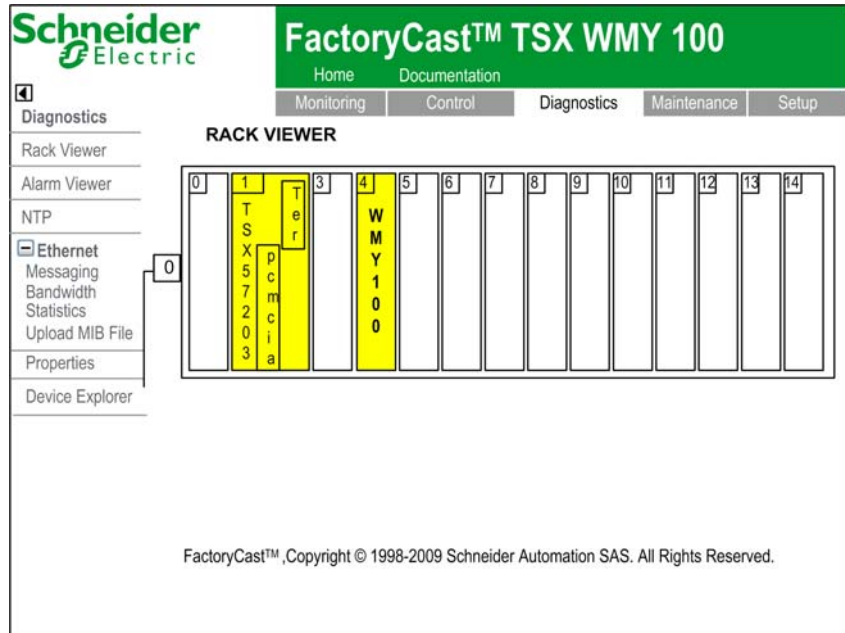 Schneider
Electric
FactoryCast™ TSX WMY 100
Home Documentation
Monitoring Control Diagnostics Maintenance Setup
Diagnostics
Rack Viewer
Alarm Viewer
NTP
Ethernet
Messaging
Bandwidth
Statistics
Upload MIB File
Properties
Device Explorer
RACK VIEWER
0
0 1 3 4 5 6 7 8 9 10 11 12 13 14
TSX57203
pcmcia
Ter
WMY100
FactoryCast™ ,Copyright © 1998-2009 Schneider Automation SAS. All Rights Reserved.